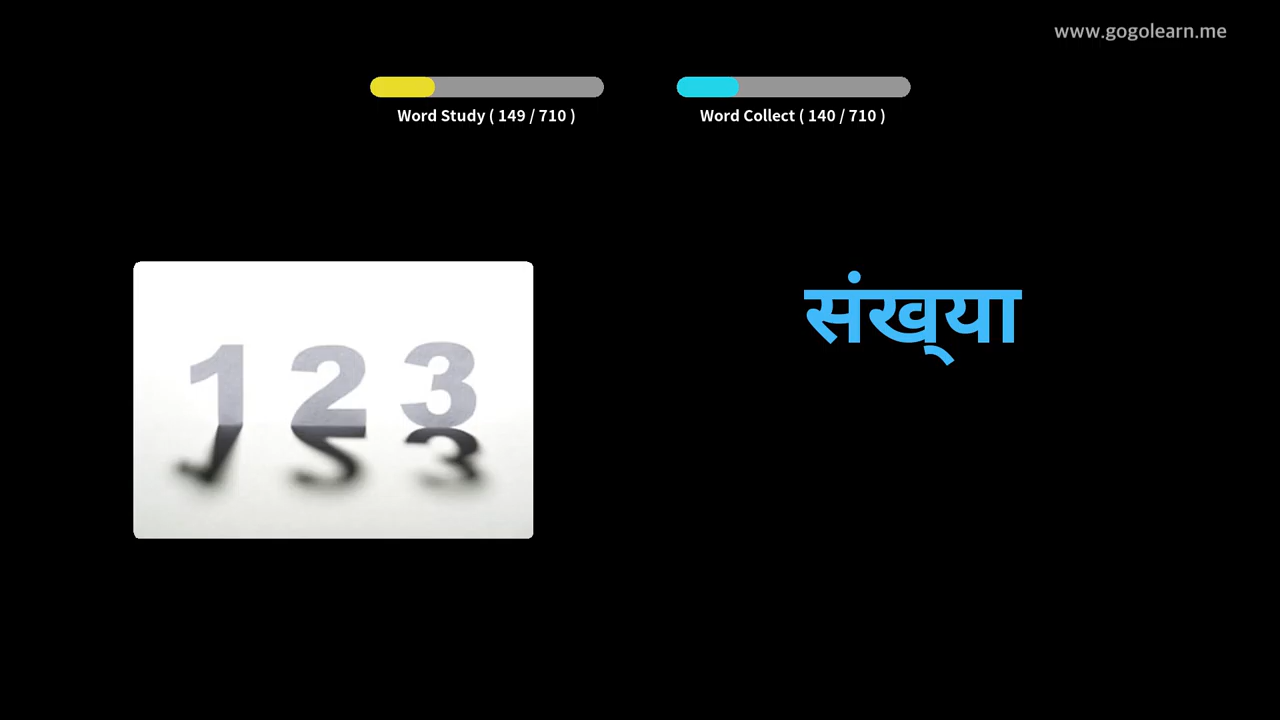 www.gogolearn.me
Word Study ( 149 / 710 )
Word Collect ( 140 / 710 )
1 2 3
संख्‌या